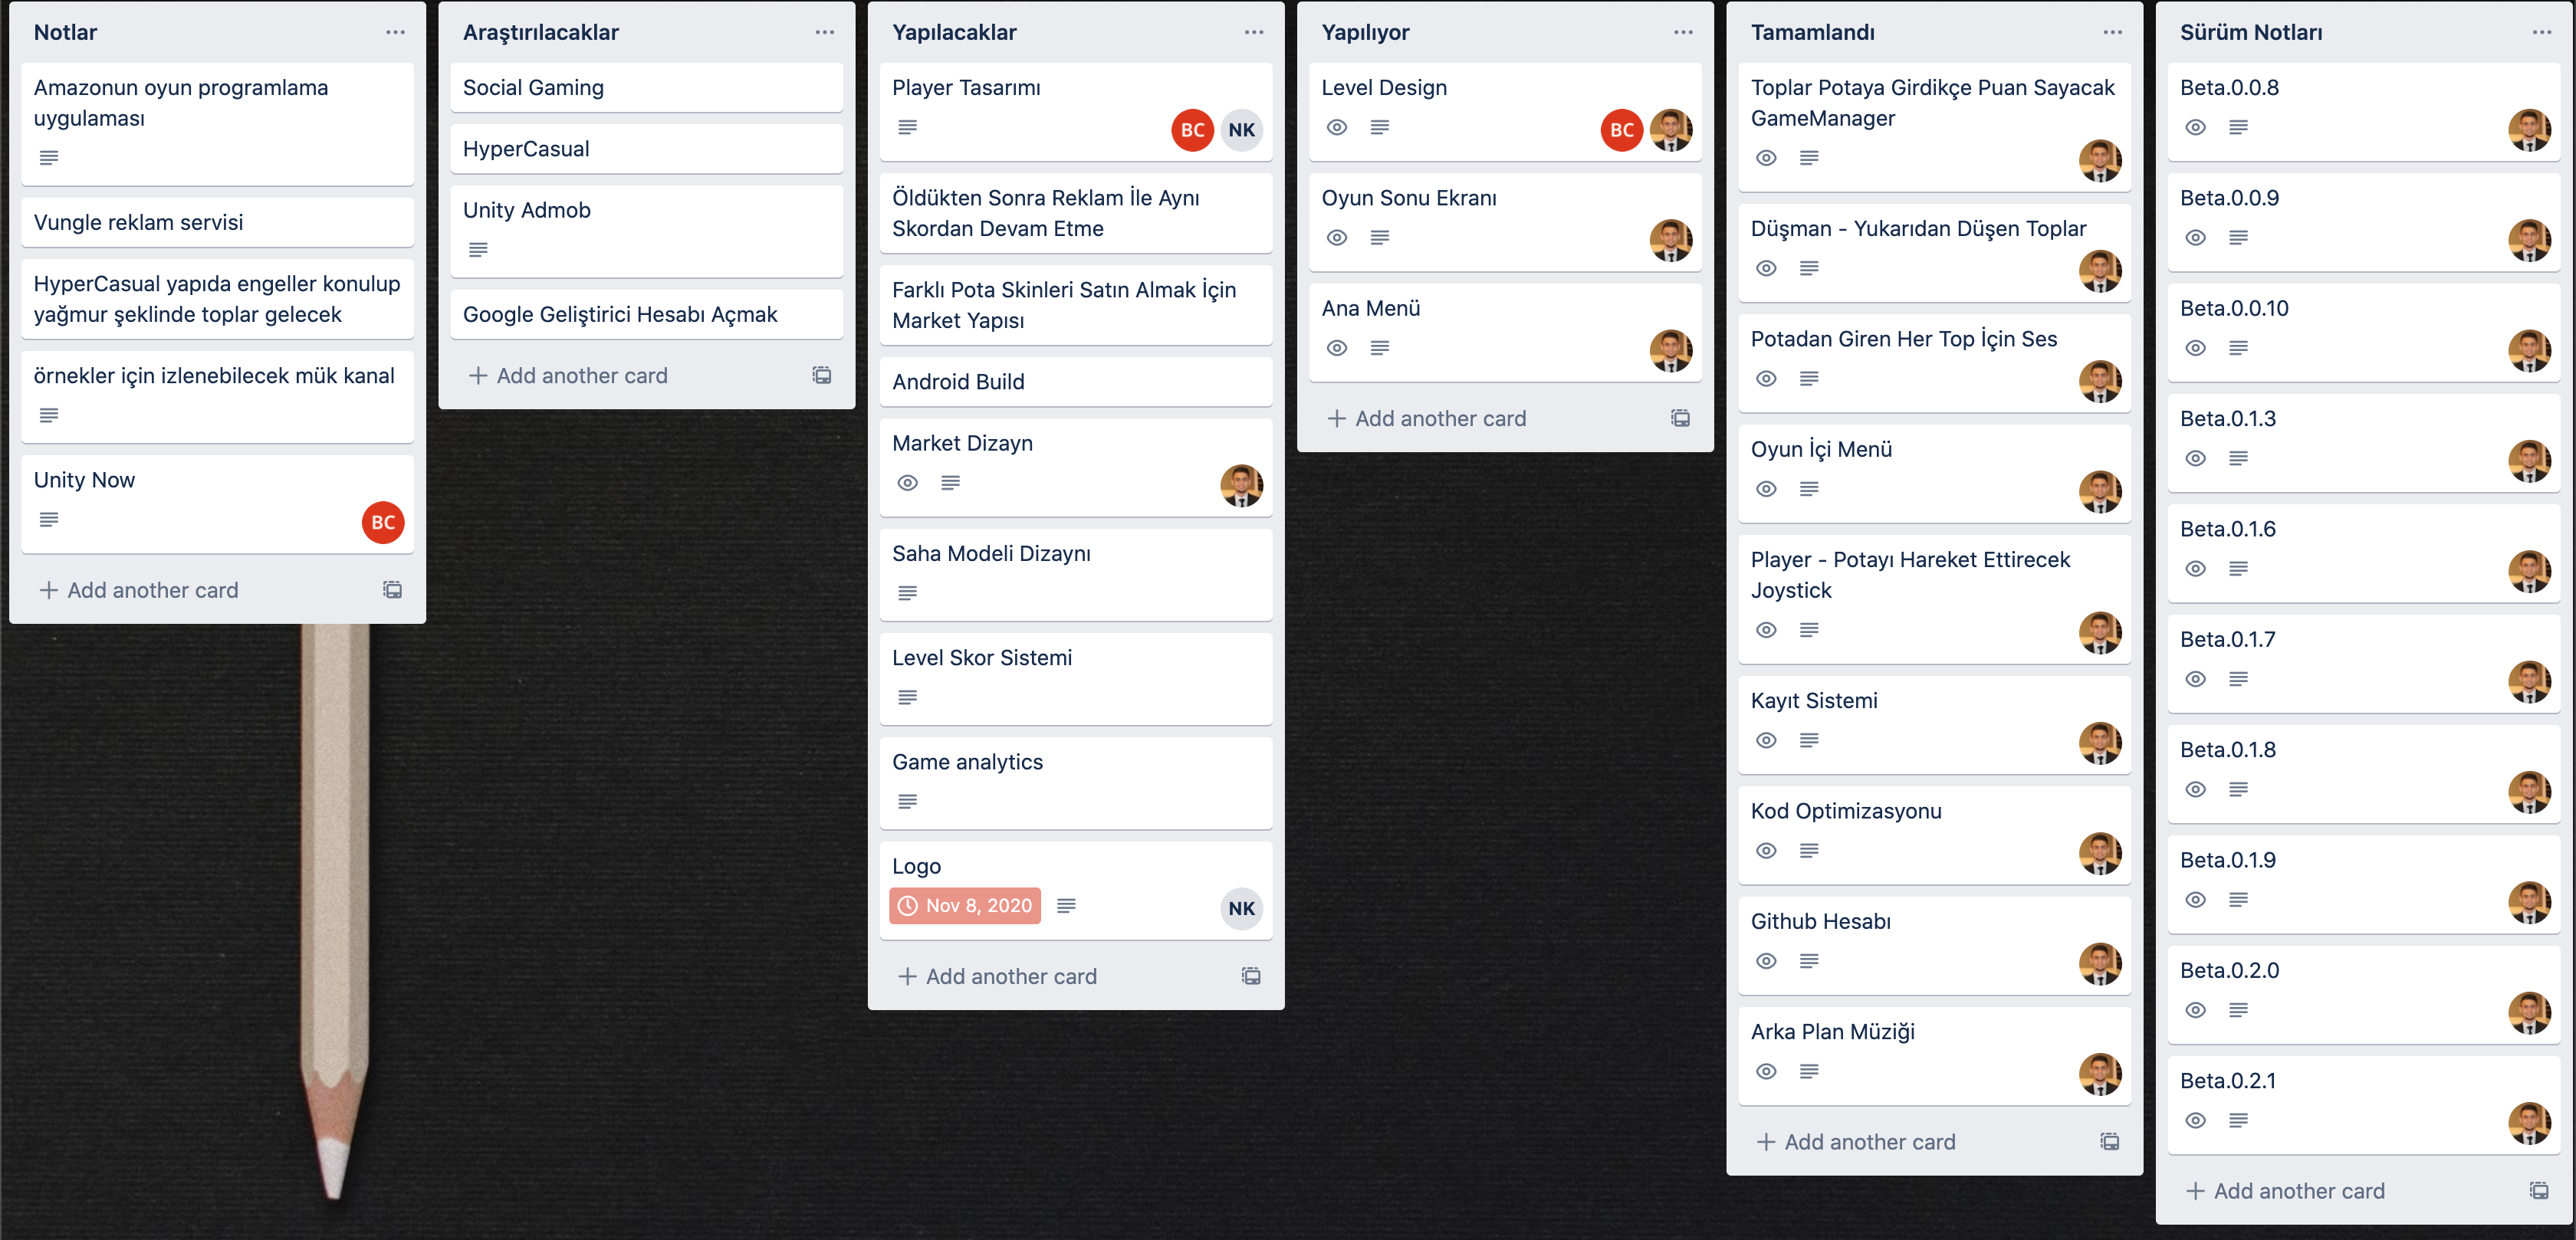 Notlar
Amazonun oyun programlama
uygulaması
Vungle reklam servisi
HyperCasual yapıda engeller konulup
yağmur şeklinde toplar gelecek
örnekler için izlenebilecek mük kanal
Unity Now
BC
Add another card
Araştırılacaklar
Social Gaming
HyperCasual
Unity Admob
Google Geliştirici Hesabı Açmak
Add another card
Yapılacaklar
Player Tasarımı
BC NK
Öldükten Sonra Reklam İle Aynı
Skordan Devam Etme
Farklı Pota Skinleri Satın Almak İçin
Market Yapısı
Android Build
Market Dizayn
Saha Modeli Dizaynı
Level Skor Sistemi
Game analytics
Logo
Nov 8, 2020
NK
Add another card
Yapılıyor
Level Design
BC
Oyun Sonu Ekranı
Ana Menü
Add another card
Tamamlandı
Toplar Potaya Girdikçe Puan Sayacak
GameManager
Düşman - Yukarıdan Düşen Toplar
Potadan Giren Her Top İçin Ses
Oyun İçi Menü
Player - Potayı Hareket Ettirecek
Joystick
Kayıt Sistemi
Kod Optimizasyonu
Github Hesabı
Arka Plan Müziği
Add another card
Sürüm Notları
Beta.0.0.8
Beta.0.0.9
Beta.0.0.10
Beta.0.1.3
Beta.0.1.6
Beta.0.1.7
Beta.0.1.8
Beta.0.1.9
Beta.0.2.0
Beta.0.2.1
Add another card